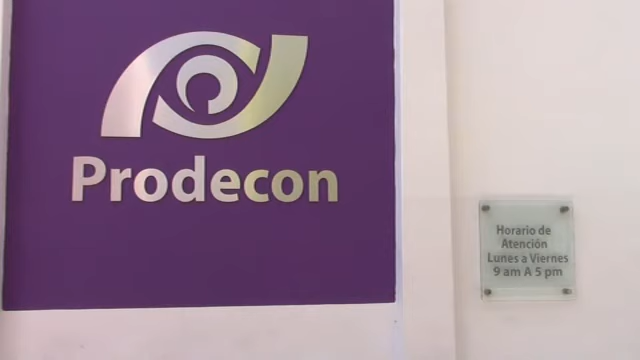 Prodecon
Horario de
Atención
Lunes a Viernes
9 am A 5 pm